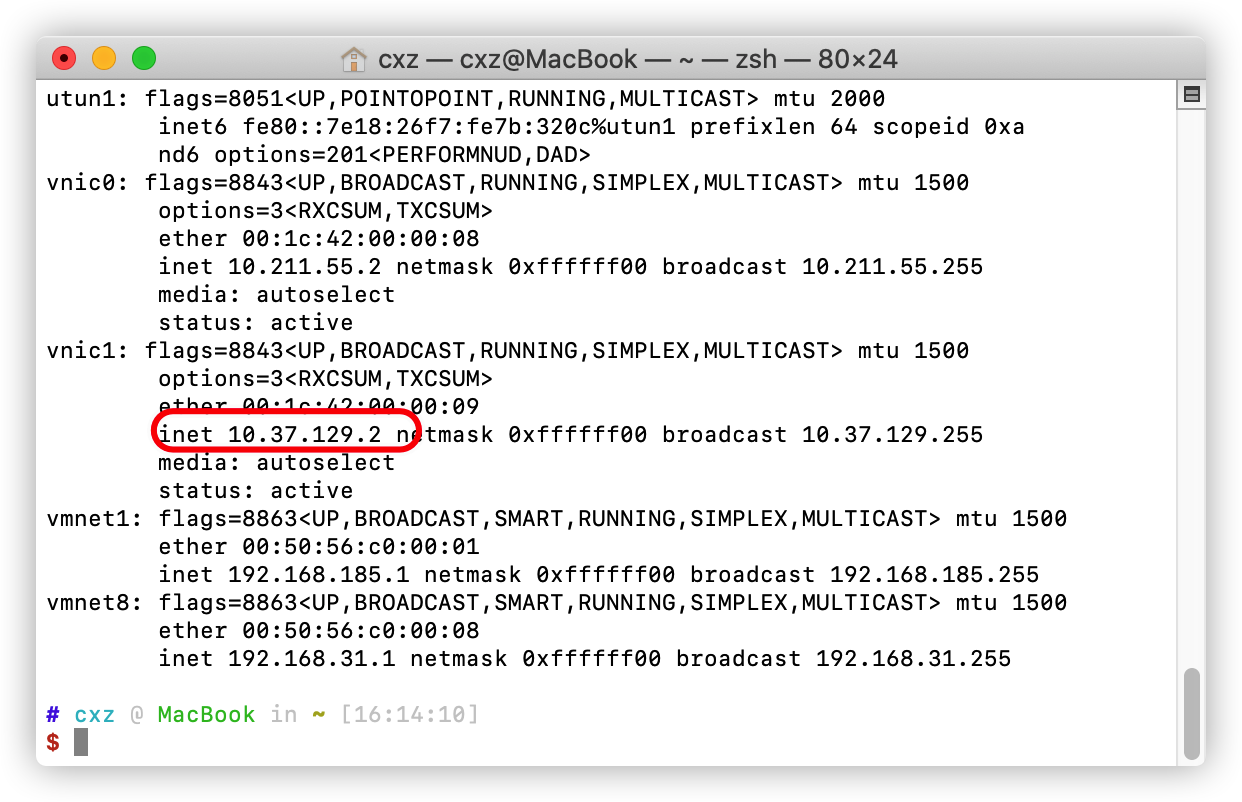 cxz — cxz@MacBook — ~ — zsh — 80×24
utun1: flags=8051<UP,POINTOPOINT,RUNNING,MULTICAST> mtu 2000
inet6 fe80::7e18:26f7:fe7b:320c%utun1 prefixlen 64 scopeid 0xa
nd6 options=201<PERFORMNUD,DAD>
vnic0: flags=8843<UP,BROADCAST,RUNNING,SIMPLEX,MULTICAST> mtu 1500
options=3<RXCSUM,TXCSUM>
ether 00:1c:42:00:00:08
inet 10.211.55.2 netmask 0xffffff00 broadcast 10.211.55.255
media: autoselect
status: active
vnic1: flags=8843<UP,BROADCAST,RUNNING,SIMPLEX,MULTICAST> mtu 1500
options=3<RXCSUM,TXCSUM>
ether 00:1c:42:00:00:09
inet 10.37.129.2 netmask 0xffffff00 broadcast 10.37.129.255
media: autoselect
status: active
vmnet1: flags=8863<UP,BROADCAST,SMART,RUNNING,SIMPLEX,MULTICAST> mtu 1500
ether 00:50:56:c0:00:01
inet 192.168.185.1 netmask 0xffffff00 broadcast 192.168.185.255
vmnet8: flags=8863<UP,BROADCAST,SMART,RUNNING,SIMPLEX,MULTICAST> mtu 1500
ether 00:50:56:c0:00:08
inet 192.168.31.1 netmask 0xffffff00 broadcast 192.168.31.255
# cxz @ MacBook in ~ [16:14:10]
$